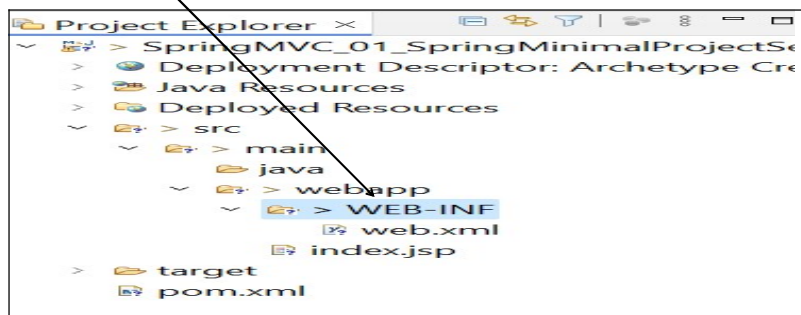 Project Explorer
> SpringMVC_01_SpringMinimalProjectSe
Deployment Descriptor: Archetype Cre
Java Resources
Deployed Resources
> src
> main
java
> webapp
> WEB-INF
web.xml
index.jsp
target
pom.xml